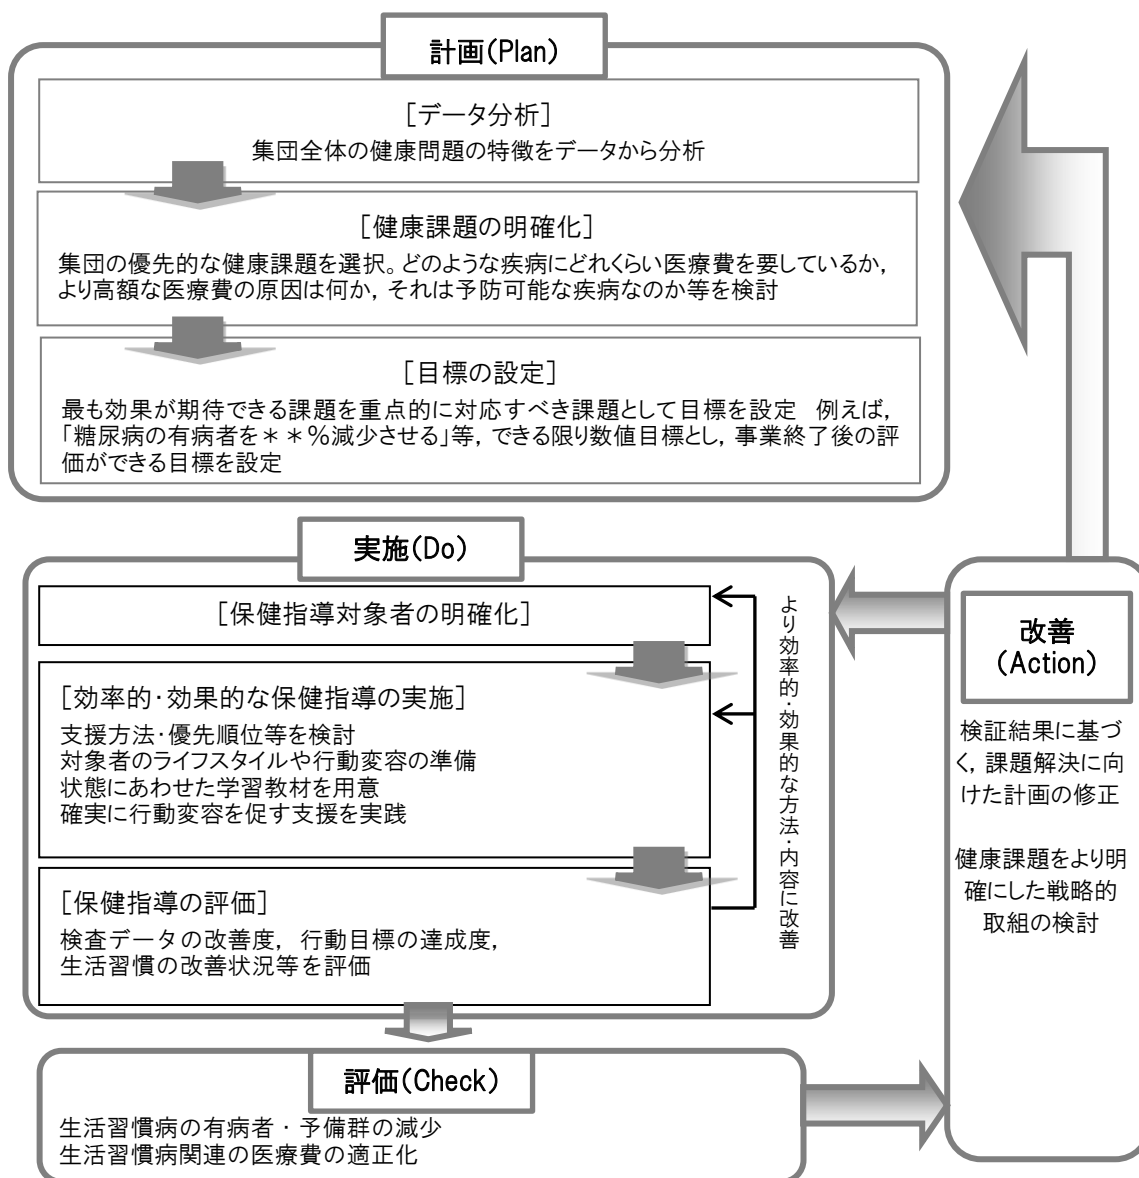 計画(Plan)
[データ分析]
集団全体の健康問題の特徴をデータから分析
[健康課題の明確化]
集団の優先的な健康課題を選択。どのような疾病にどれくらい医療費を要しているか,
より高額な医療費の原因は何か, それは予防可能な疾病なのか等を検討
[目標の設定]
最も効果が期待できる課題を重点的に対応すべき課題として目標を設定　例えば,
「糖尿病の有病者を＊＊%減少させる」等, できる限り数値目標とし, 事業終了後の評
価ができる目標を設定
実施(Do)
[保健指導対象者の明確化]
[効率的・効果的な保健指導の実施]
支援方法・優先順位等を検討
対象者のライフスタイルや行動変容の準備
状態にあわせた学習教材を用意
確実に行動変容を促す支援を実践
[保健指導の評価]
検査データの改善度, 行動目標の達成度,
生活習慣の改善状況等を評価
より効率的・効果的な方法・内容に改善
評価(Check)
生活習慣病の有病者・予備群の減少
生活習慣病関連の医療費の適正化
改善
(Action)
検証結果に基づ
く, 課題解決に向
けた計画の修正
健康課題をより明
確にした戦略的
取組の検討